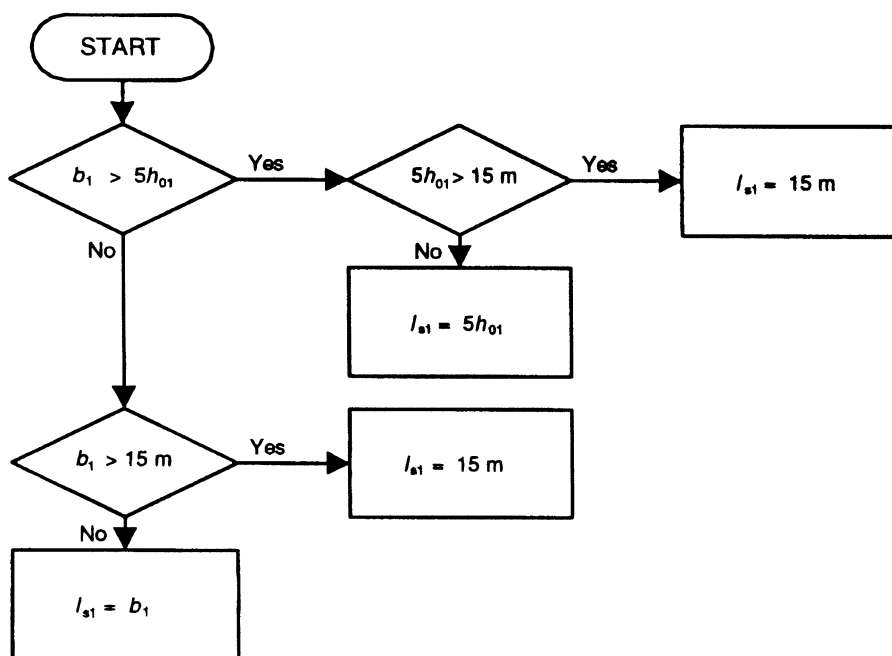 START
b₁ > 5h₀₁
Yes
5h₀₁ > 15 m
Yes
lₛ₁ = 15 m
No
No
lₛ₁ = 5h₀₁
b₁ > 15 m
Yes
lₛ₁ = 15 m
No
lₛ₁ = b₁